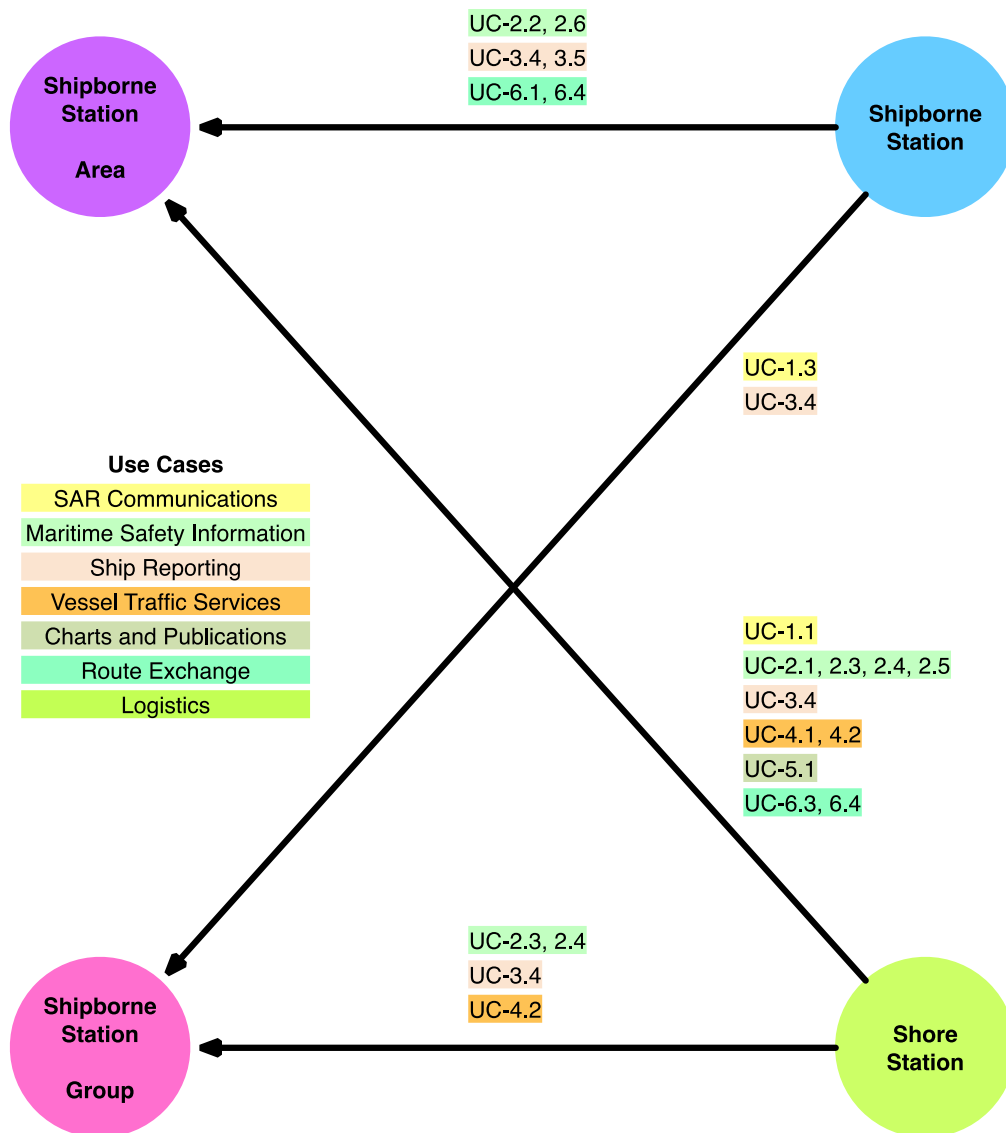 UC-2.2, 2.6
UC-3.4, 3.5
UC-6.1, 6.4
Shipborne
Station
Area
Shipborne
Station
UC-1.3
UC-3.4
Use Cases
SAR Communications
Maritime Safety Information
Ship Reporting
Vessel Traffic Services
Charts and Publications
Route Exchange
Logistics
UC-1.1
UC-2.1, 2.3, 2.4, 2.5
UC-3.4
UC-4.1, 4.2
UC-5.1
UC-6.3, 6.4
UC-2.3, 2.4
UC-3.4
UC-4.2
Shipborne
Station
Group
Shore
Station